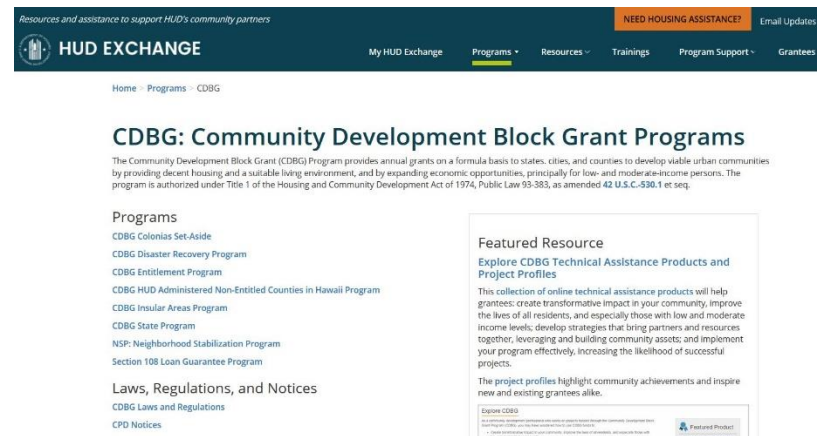 Resources and assistance to support HUD's community partners
NEED HOUSING ASSISTANCE?
Email Updates
HUD EXCHANGE
My HUD Exchange
Programs
Resources
Trainings
Program Support
Grantees
Home > Programs > CDBG
CDBG: Community Development Block Grant Programs
The Community Development Block Grant (CDBG) Program provides annual grants on a formula basis to states. cities, and counties to develop viable urban communities
by providing decent housing and a suitable living environment, and by expanding economic opportunities, principally for low- and moderate-income persons. The
program is authorized under Title 1 of the Housing and Community Development Act of 1974, Public Law 93-383, as amended 42 U.S.C.-530.1 et seq.
Programs
CDBG Colonias Set-Aside
CDBG Disaster Recovery Program
CDBG Entitlement Program
CDBG HUD Administered Non-Entitled Counties in Hawaii Program
CDBG Insular Areas Program
CDBG State Program
NSP: Neighborhood Stabilization Program
Section 108 Loan Guarantee Program
Laws, Regulations, and Notices
CDBG Laws and Regulations
CPD Notices
Featured Resource
Explore CDBG Technical Assistance Products and
Project Profiles
This collection of online technical assistance products will help
grantees: create transformative impact in your community, improve
the lives of all residents, and especially those with low and moderate
income levels; develop strategies that bring partners and resources
together, leveraging and building community assets; and implement
your program effectively, increasing the likelihood of successful
projects.
The project profiles highlight community achievements and inspire
new and existing grantees alike.
Explore CDBG
Featured Product